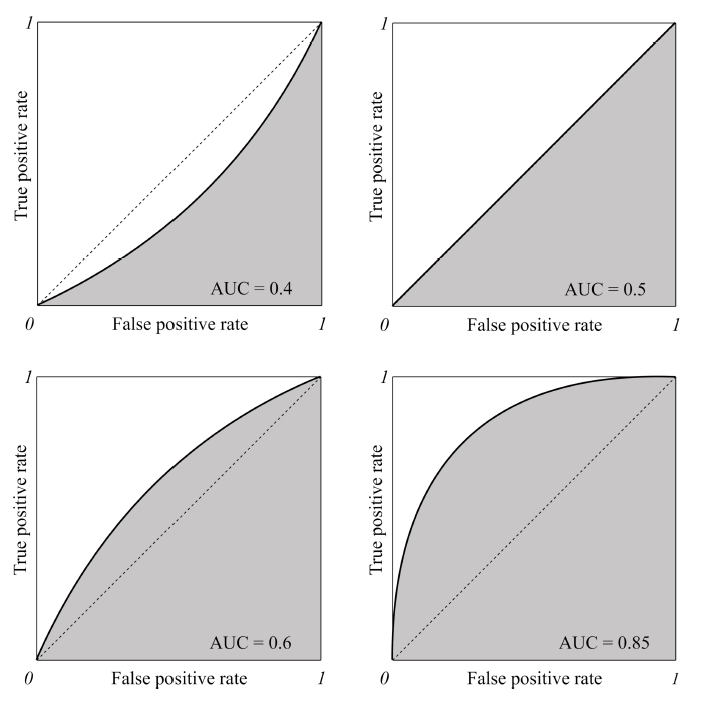 1
True positive rate
AUC = 0.4
0
False positive rate
1
1
True positive rate
AUC = 0.5
0
False positive rate
1
1
True positive rate
AUC = 0.6
0
False positive rate
1
1
True positive rate
AUC = 0.85
0
False positive rate
1